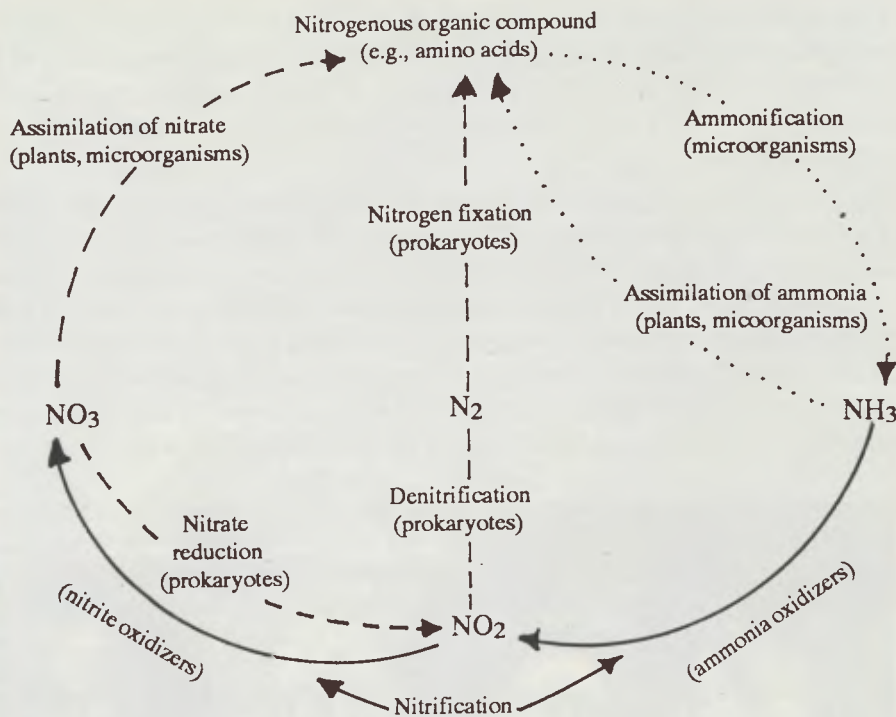 Nitrogenous organic compound
(e.g., amino acids)
Assimilation of nitrate
(plants, microorganisms)
Ammonification
(microorganisms)
Nitrogen fixation
(prokaryotes)
Assimilation of ammonia
(plants, micoorganisms)
NO3
N2
NH3
Denitrification
(prokaryotes)
Nitrate
reduction
(prokaryotes)
(nitrite oxidizers)
NO2
(ammonia oxidizers)
Nitrification